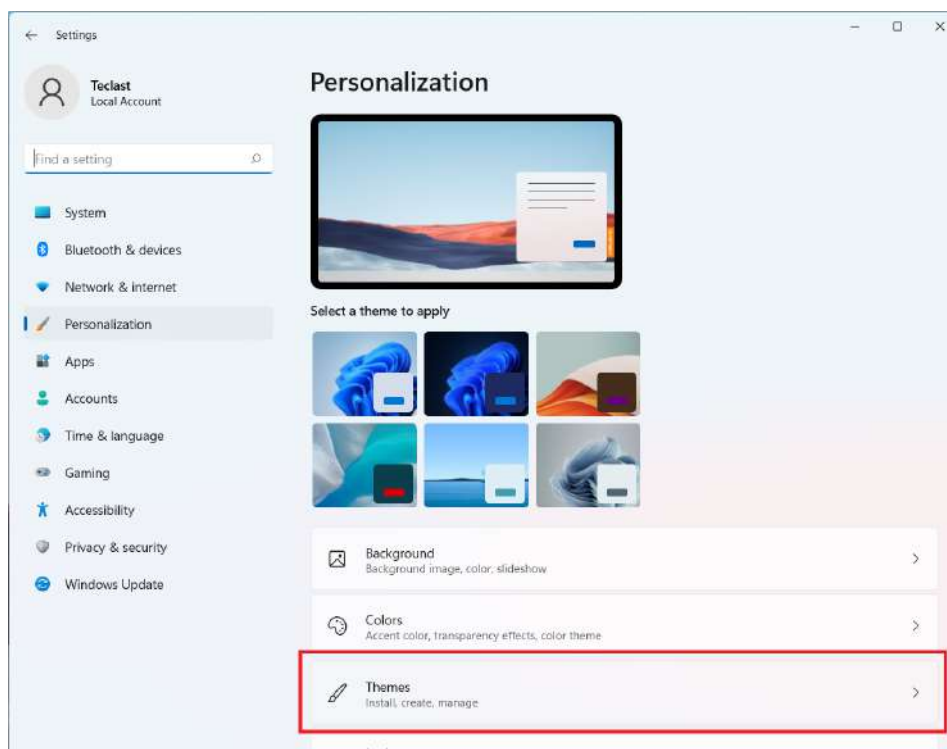 Settings
Teclast
Local Account
Find a setting
System
Bluetooth & devices
Network & internet
Personalization
Apps
Accounts
Time & language
Gaming
Accessibility
Privacy & security
Windows Update
Personalization
Select a theme to apply
Background
Background image, color, slideshow
Colors
Accent color, transparency effects, color theme
Themes
Install, create, manage